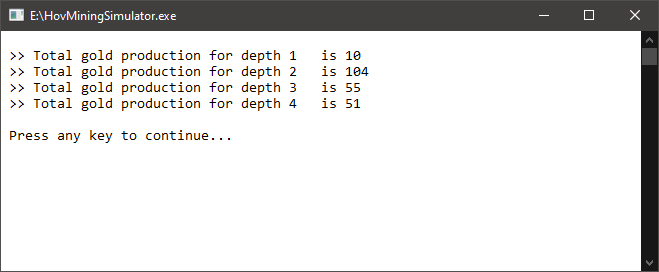 E:\HovMiningSimulator.exe
>> Total gold production for depth 1   is 10
>> Total gold production for depth 2   is 104
>> Total gold production for depth 3   is 55
>> Total gold production for depth 4   is 51
Press any key to continue...